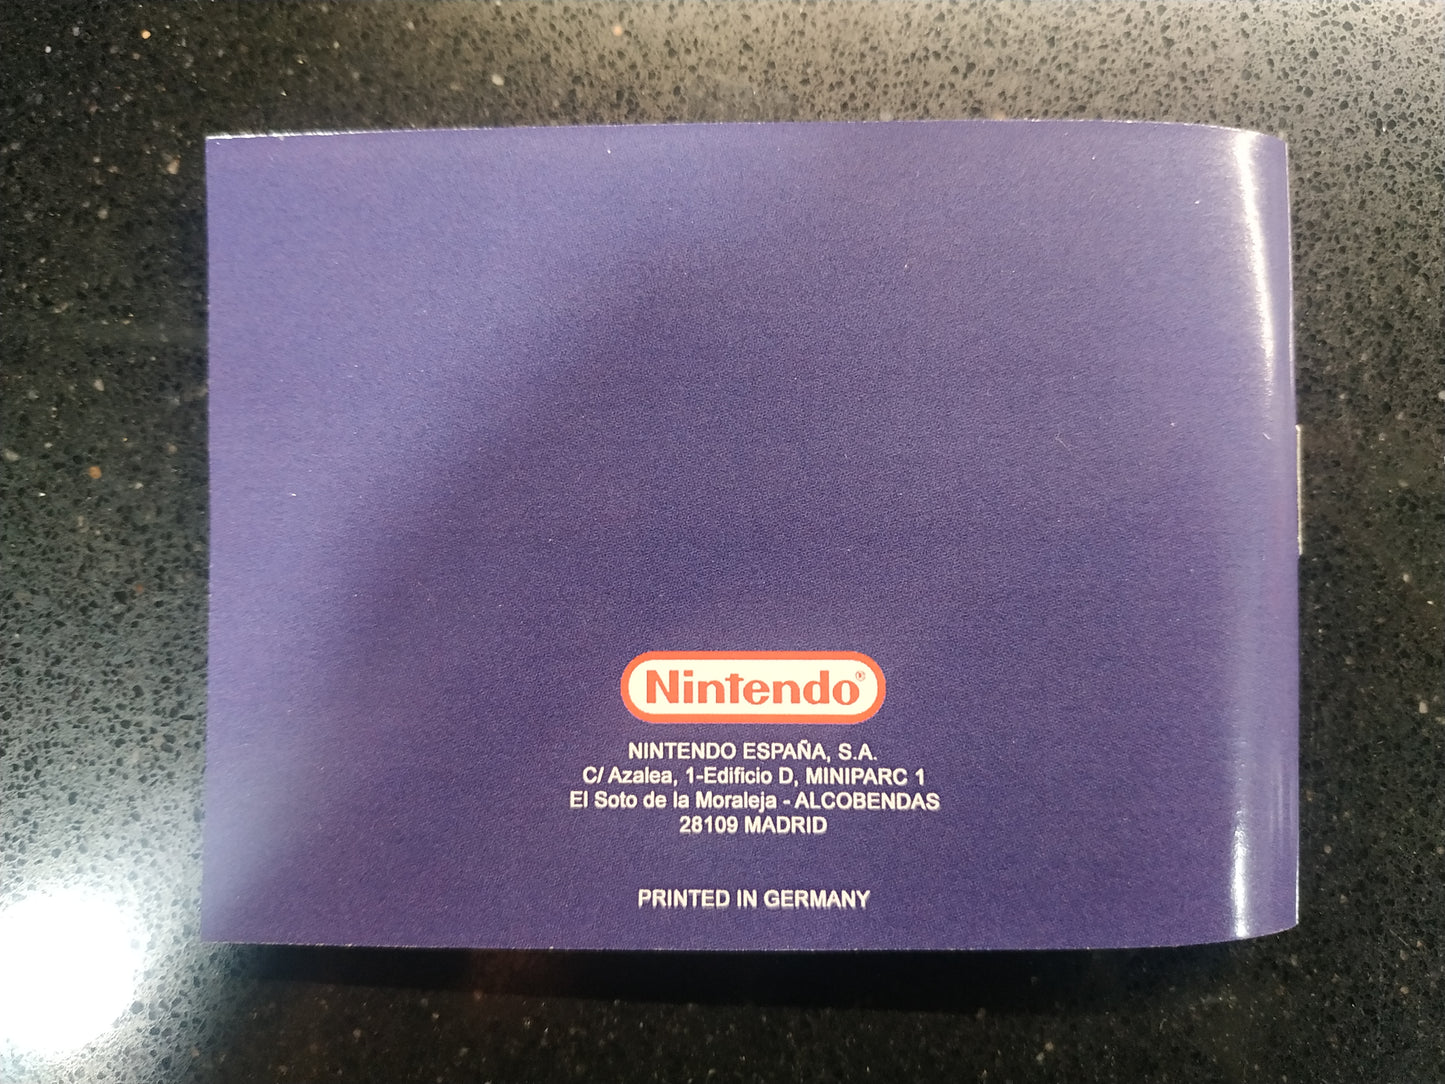 Nintendo®
NINTENDO ESPAÑA, S.A.
C/ Azalea, 1-Edificio D, MINIPARC 1
El Soto de la Moraleja - ALCOBENDAS
28109 MADRID
PRINTED IN GERMANY